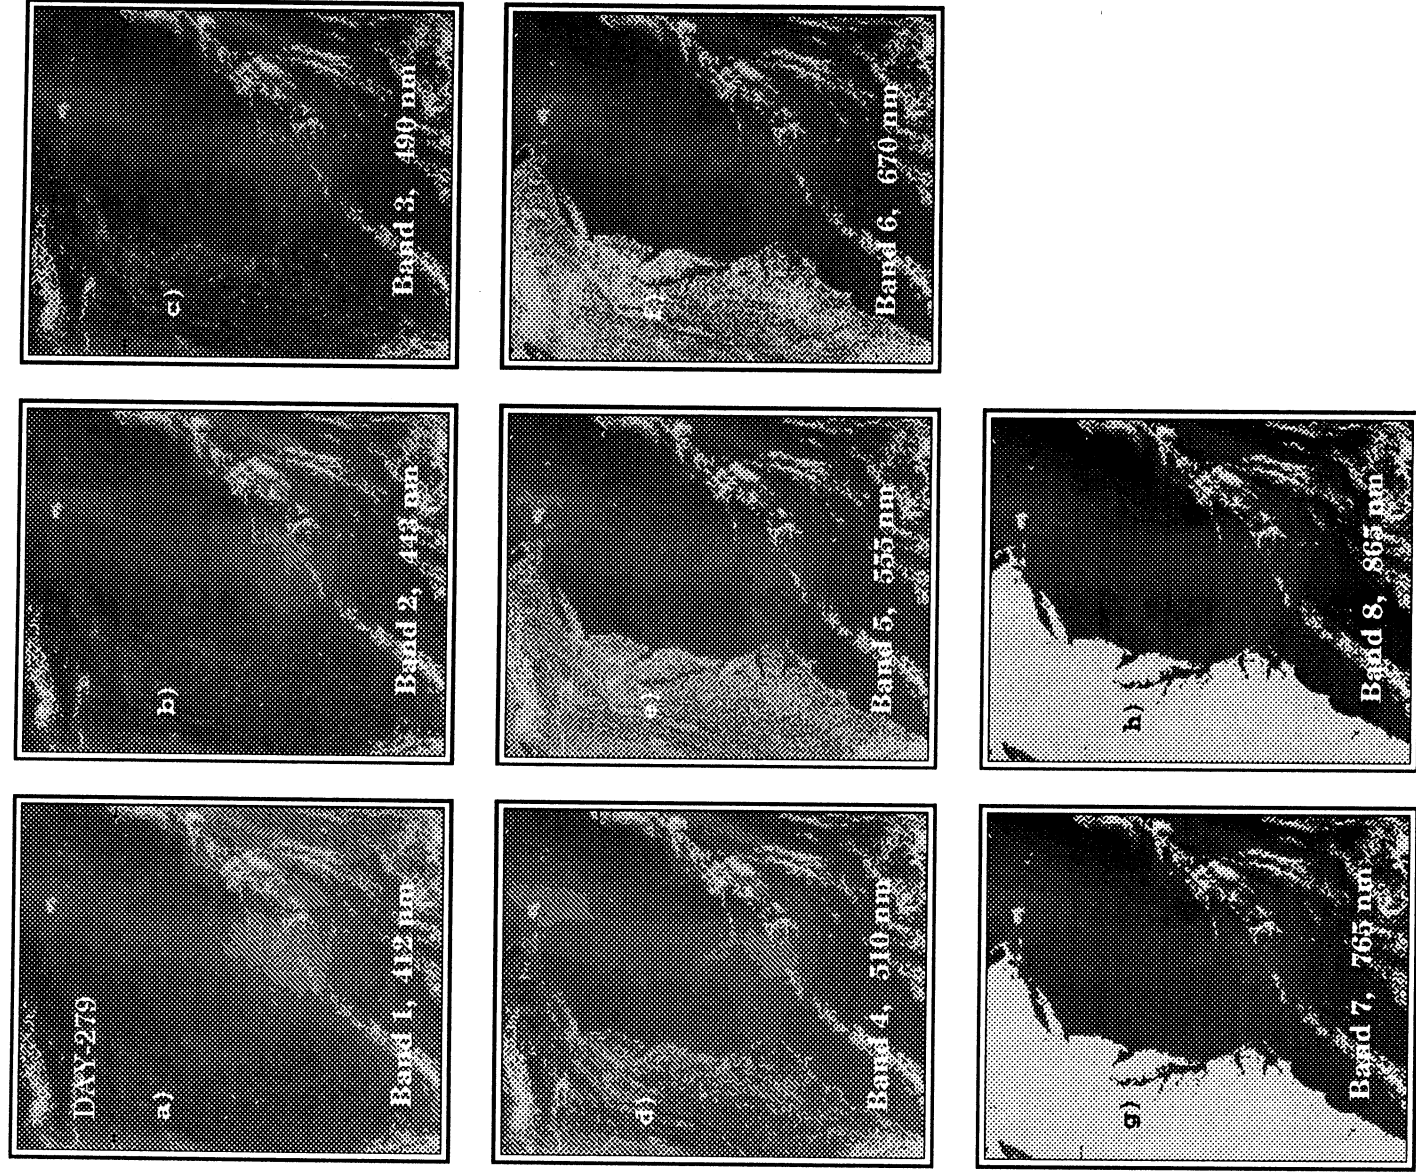 DAY-279
a)
Band 1, 412 nm
b)
Band 2, 443 nm
c)
Band 3, 490 nm
d)
Band 4, 510 nm
e)
Band 5, 555 nm
f)
Band 6, 670 nm
g)
Band 7, 765 nm
h)
Band 8, 865 nm